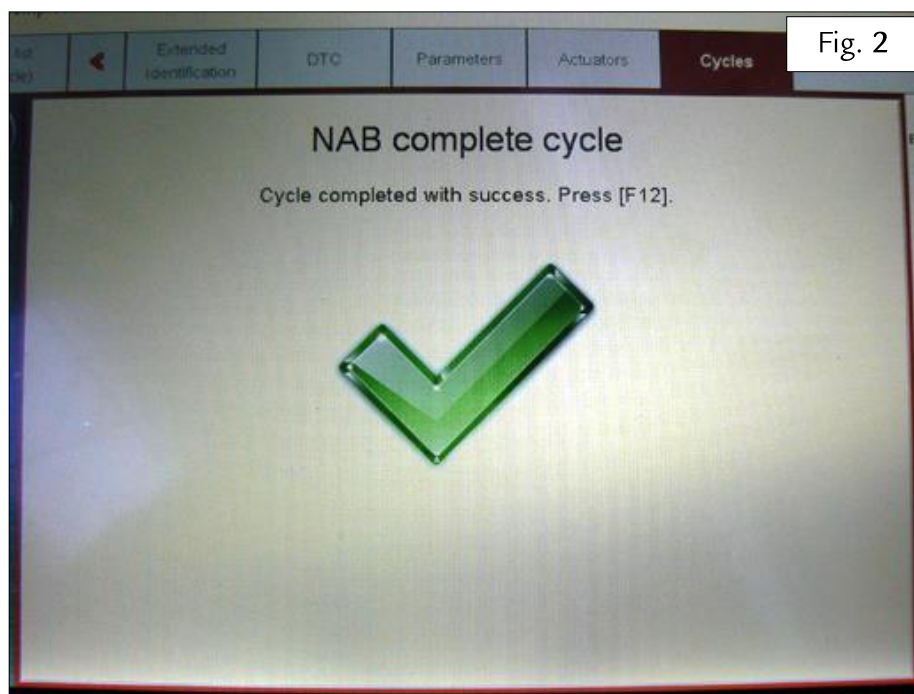 Fig. 2
Extended
Identification
DTC
Parameters
Actuators
Cycles
NAB complete cycle
Cycle completed with success. Press [F12].